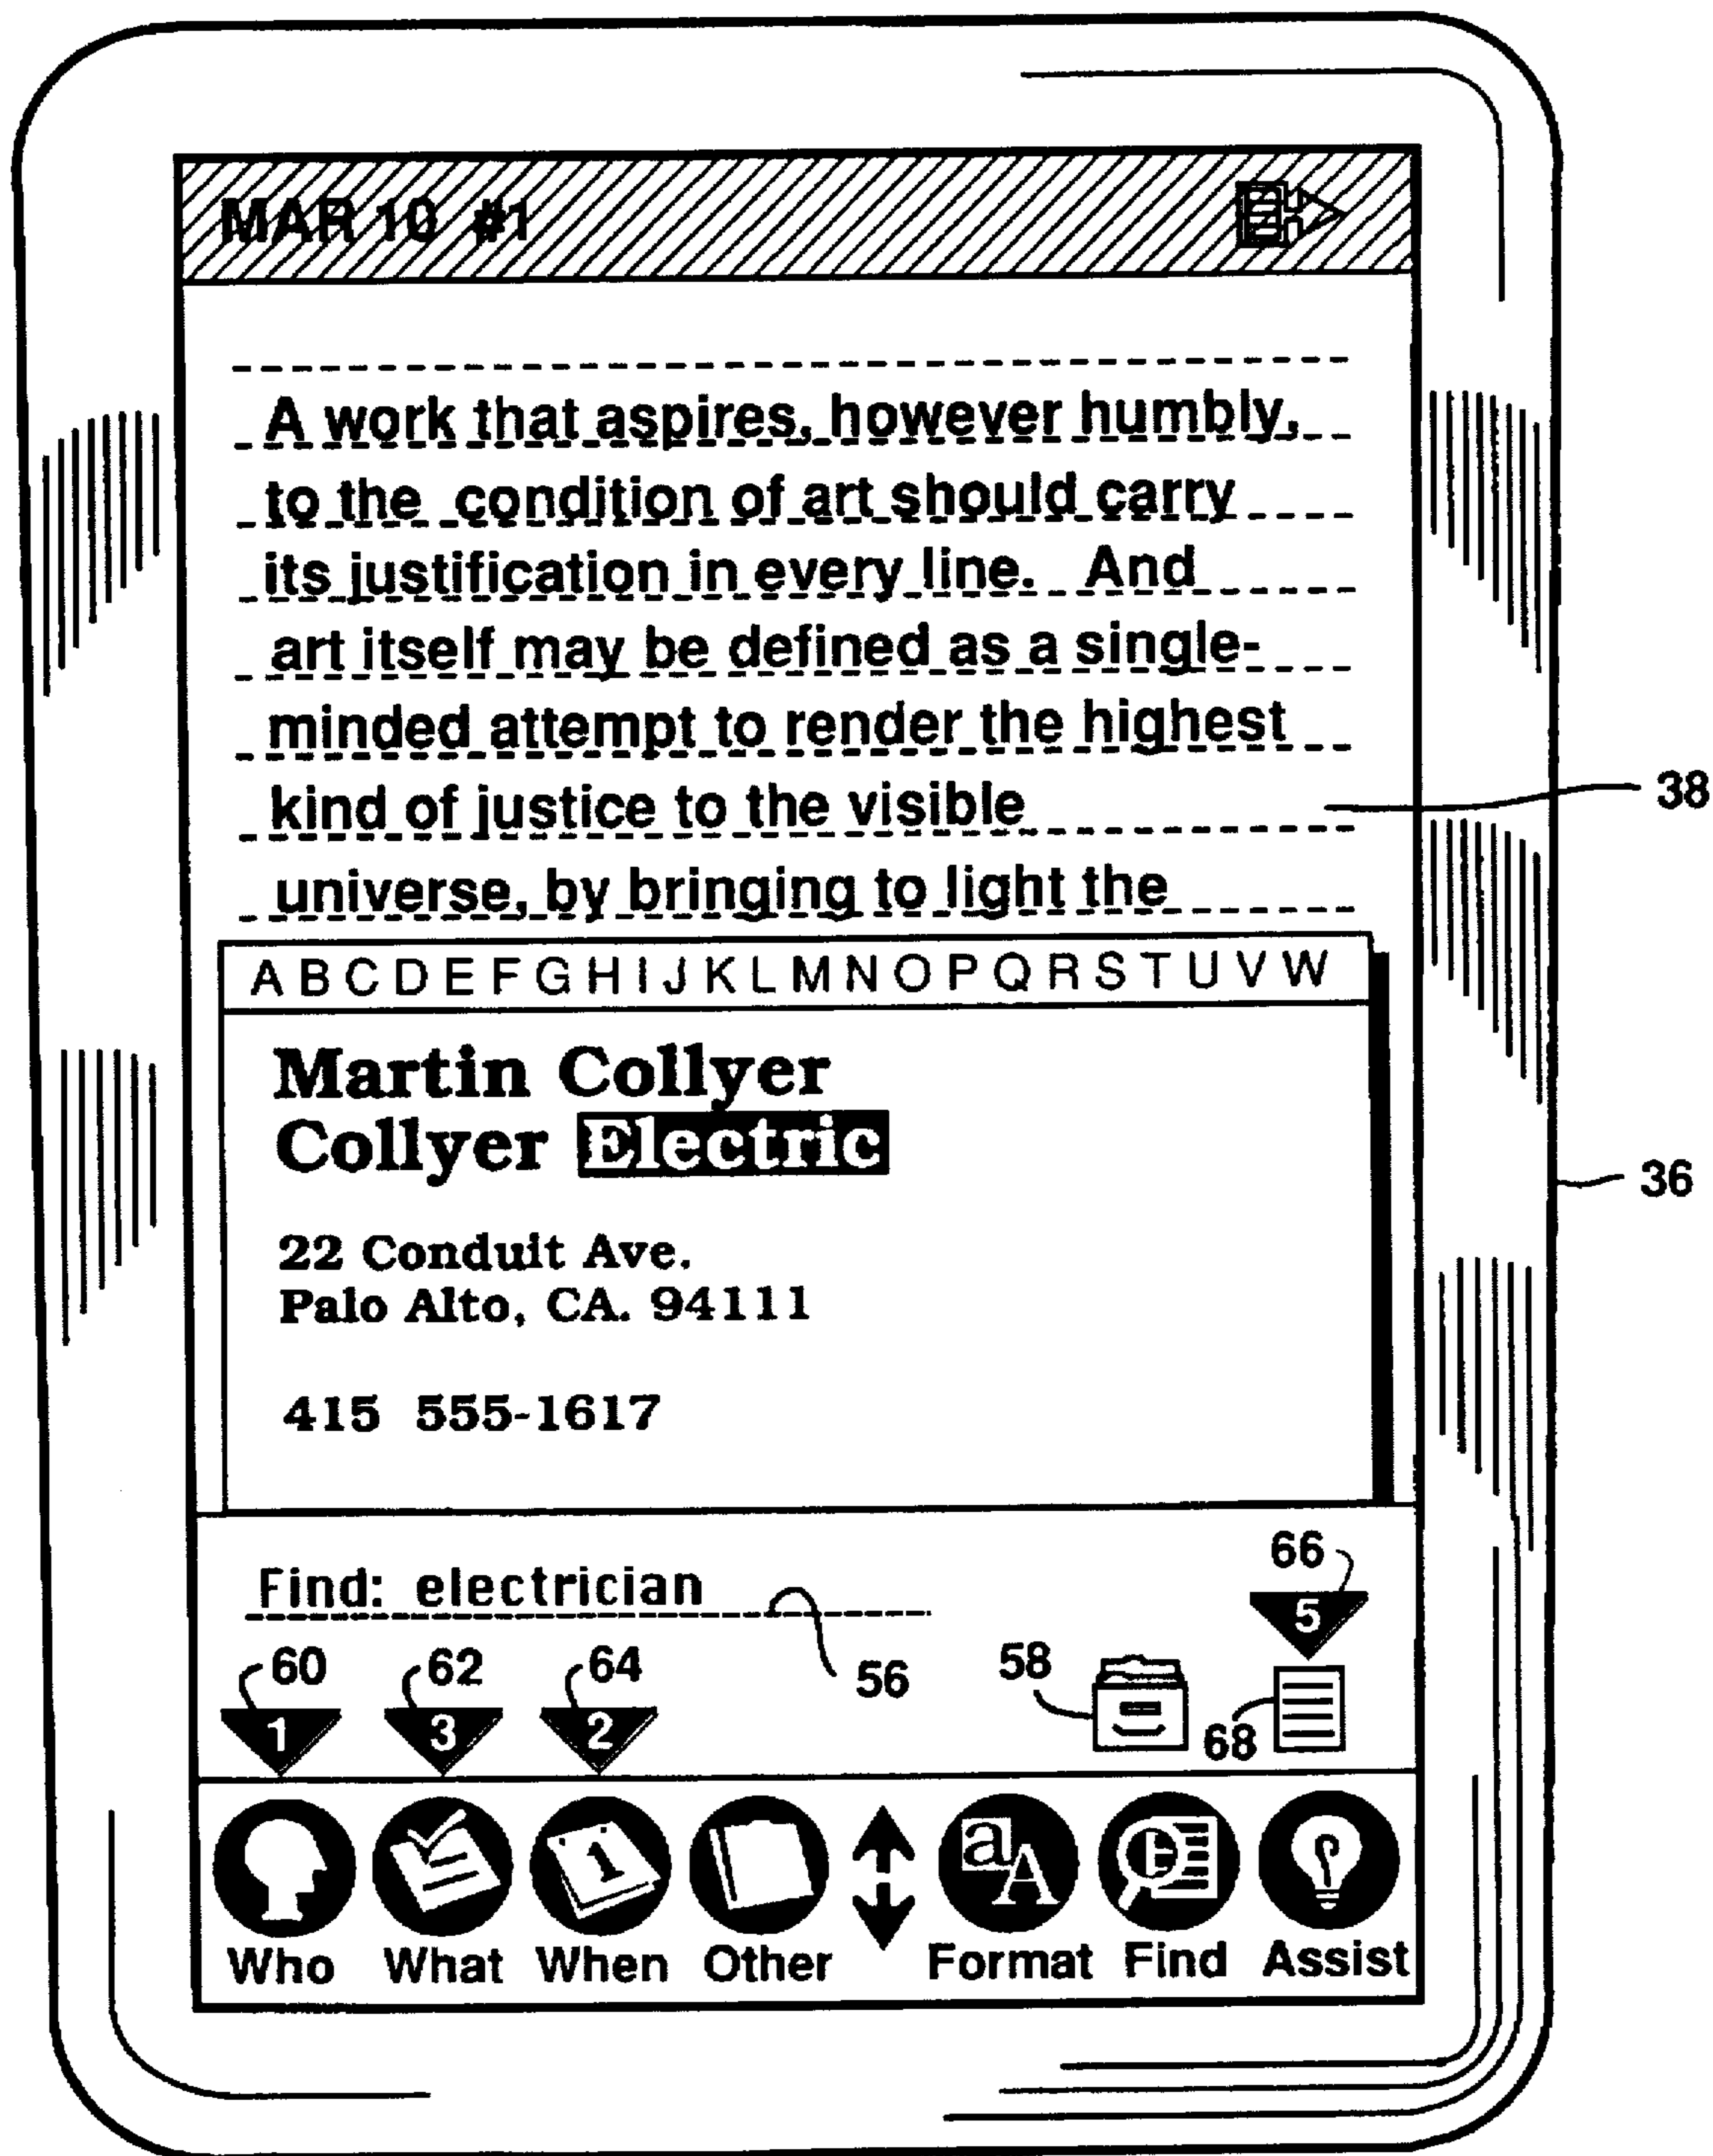 MAR 10 #1
A work that aspires, however humbly,
to the condition of art should carry
its justification in every line. And
art itself may be defined as a single-
minded attempt to render the highest
kind of justice to the visible
universe, by bringing to light the
38
A B C D E F G H I J K L M N O P Q R S T U V W
Martin Collyer
Collyer Electric
36
22 Conduit Ave.
Palo Alto, CA. 94111
415 555-1617
66
Find: electrician
5
60 62 64 56 58
1 3 2 68
1
a A
Who What When Other Format Find Assist